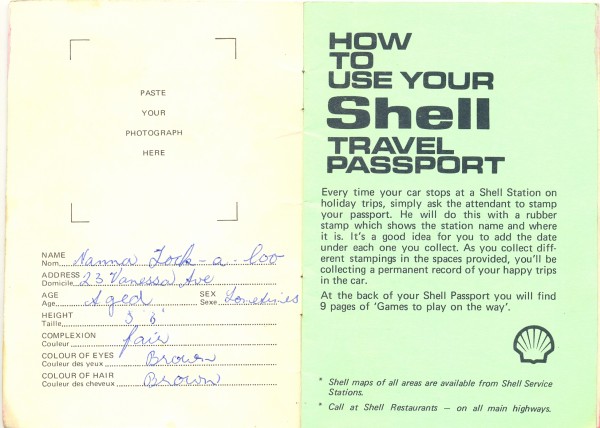 PASTE
YOUR
PHOTOGRAPH
HERE
NAME Nanna Took-a-loo
Nom
ADDRESS 23 Vanessa Ave
Domicile
AGE Aged SEX Sometimes
Age Sexe
HEIGHT 3' 3"
Taille
COMPLEXION fair
Couleur
COLOUR OF EYES Brown
Couleur des yeux
COLOUR OF HAIR Brown
Couleur des cheveux
HOW
TO
USE YOUR
Shell
TRAVEL
PASSPORT
Every time your car stops at a Shell Station on
holiday trips, simply ask the attendant to stamp
your passport. He will do this with a rubber
stamp which shows the station name and where
it is. It's a good idea for you to add the date
under each one you collect. As you collect dif-
ferent stampings in the spaces provided, you'll be
collecting a permanent record of your happy trips
in the car.
At the back of your Shell Passport you will find
9 pages of 'Games to play on the way'.
* Shell maps of all areas are available from Shell Service
Stations.
* Call at Shell Restaurants — on all main highways.